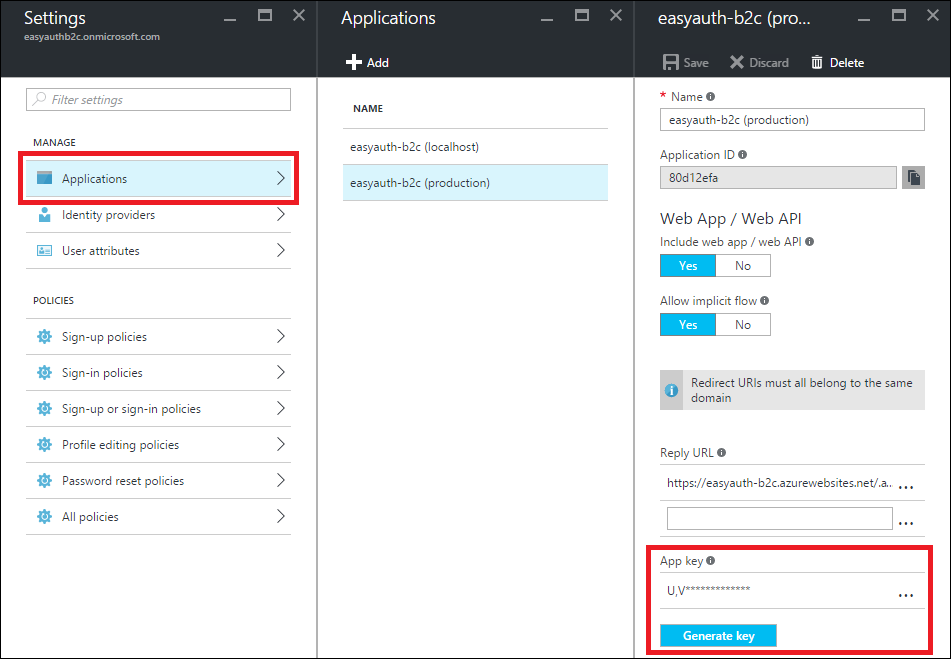 Settings
easyauthb2c.onmicrosoft.com
Filter settings
MANAGE
Applications
Identity providers
User attributes
POLICIES
Sign-up policies
Sign-in policies
Sign-up or sign-in policies
Profile editing policies
Password reset policies
All policies
Applications
Add
NAME
easyauth-b2c (localhost)
easyauth-b2c (production)
easyauth-b2c (pro...
Save Discard Delete
* Name
easyauth-b2c (production)
Application ID
80d12efa
Web App / Web API
Include web app / web API
Yes No
Allow implicit flow
Yes No
Redirect URIs must all belong to the same
domain
Reply URL
https://easyauth-b2c.azurewebsites.net/.a... ...
...
App key
U,V************* ...
Generate key